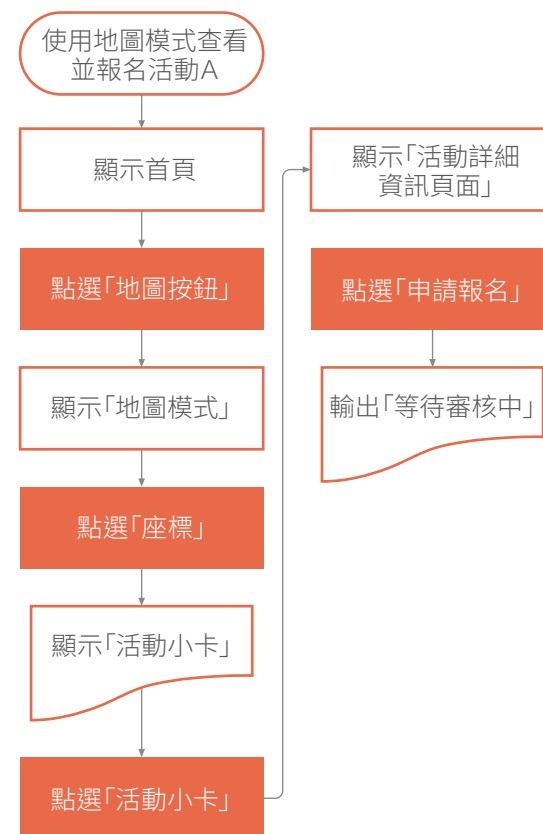 使用地圖模式查看
並報名活動A
顯示首頁
點選「地圖按鈕」
顯示「地圖模式」
點選「座標」
顯示「活動小卡」
點選「活動小卡」
顯示「活動詳細
資訊頁面」
點選「申請報名」
輸出「等待審核中」